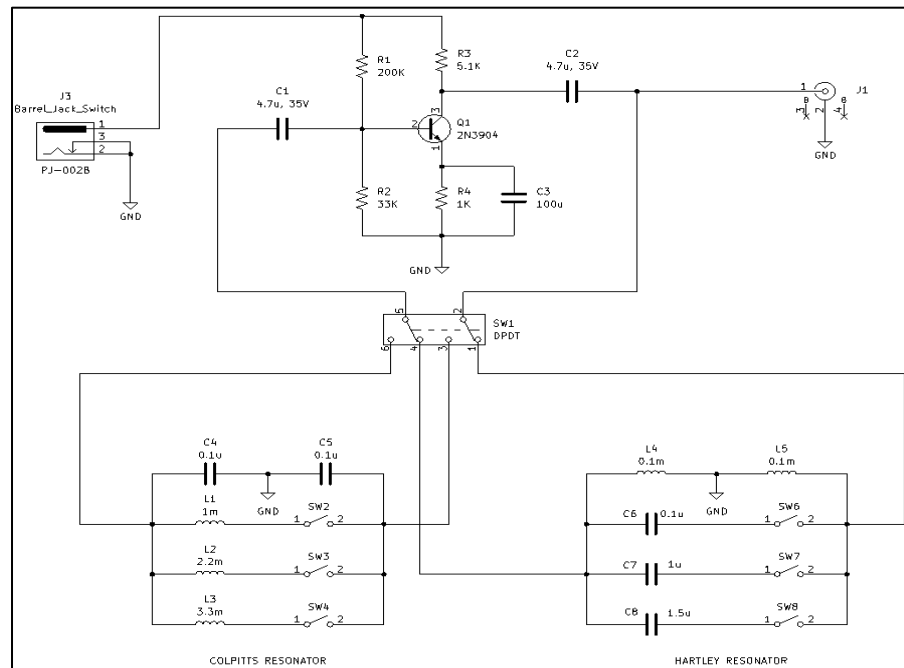 J3
Barrel_Jack_Switch
1
3
2
PJ-002B
GND
R1
200K
R3
5.1K
C2
4.7u, 35V
C1
4.7u, 35V
2
3
1
Q1
2N3904
R2
33K
R4
1K
C3
100u
GND
1
J1
8
3
2
4
8
GND
5
2
SW1
DPDT
6
4
3
1
C4
0.1u
C5
0.1u
GND
L1
1m
1
SW2
2
L2
2.2m
1
SW3
2
L3
3.3m
1
SW4
2
COLPITTS RESONATOR
L4
0.1m
L5
0.1m
GND
C6
0.1u
1
SW6
2
C7
1u
1
SW7
2
C8
1.5u
1
SW8
2
HARTLEY RESONATOR